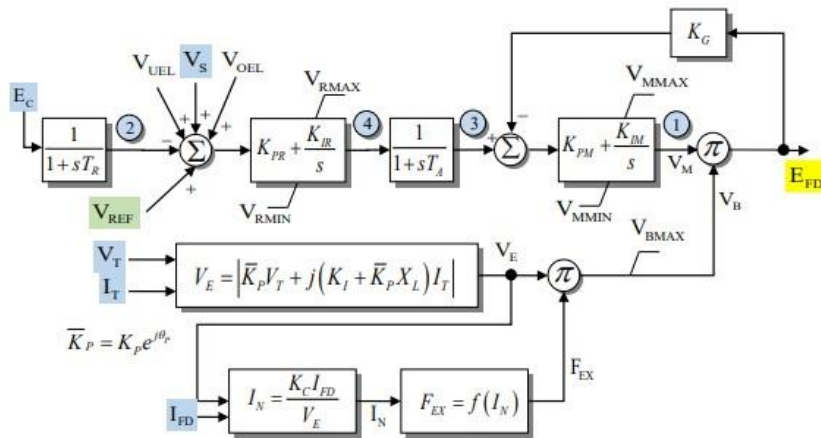 K_G
V_UEL V_S V_OEL
V_RMAX V_MMAX
E_C 2 + + + 4 3 − 1
1 / (1 + sT_R) − Σ + K_PR + K_IR / s 1 / (1 + sT_A) + Σ K_PM + K_IM / s V_M π E_FD
V_REF V_RMIN V_MMIN V_B
V_T V_E V_BMAX
I_T V_E = |K̅_P V_T + j(K_I + K̅_P X_L) I_T| π
K̅_P = K_P e^{jθ_P}
F_EX
I_FD I_N = K_C I_FD / V_E I_N F_EX = f(I_N)